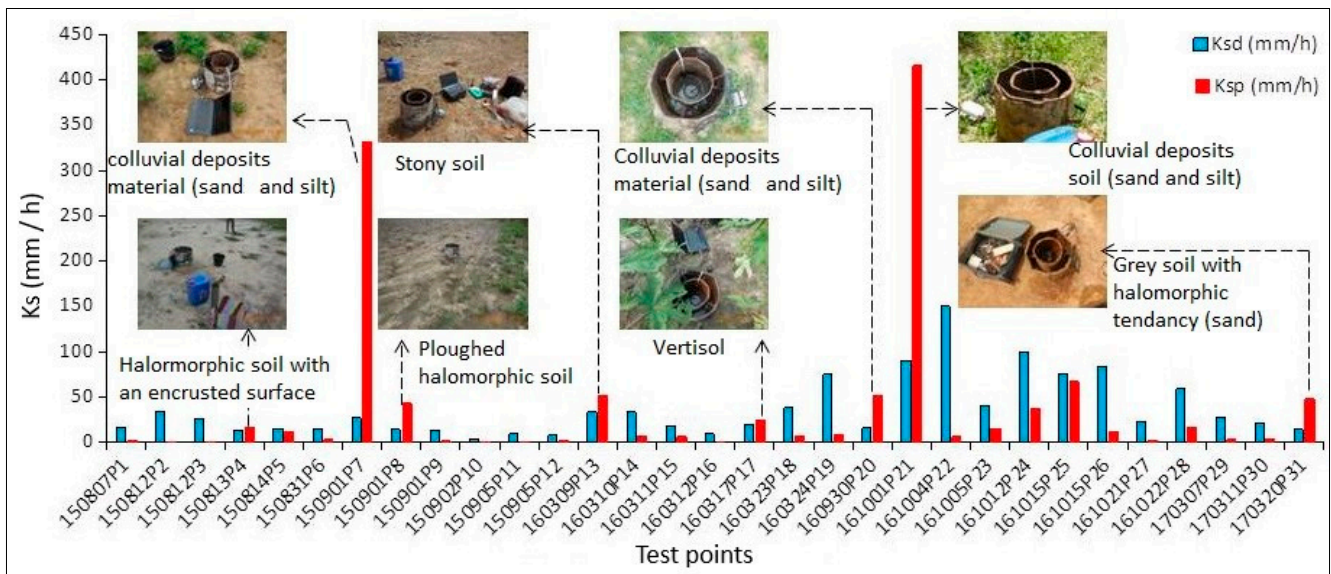 450
400
350
300
250
200
150
100
50
0
Ks (mm / h)
Ksd (mm/h)
Ksp (mm/h)
colluvial deposits
material (sand and silt)
Stony soil
Colluvial deposits
material (sand and silt)
Colluvial deposits
soil (sand and silt)
Halormorphic soil with
an encrusted surface
Ploughed
halomorphic soil
Vertisol
Grey soil with
halomorphic
tendancy (sand)
150807P1
150812P2
150812P3
150813P4
150814P5
150831P6
150901P7
150901P8
150901P9
150902P10
150905P11
150905P12
160309P13
160310P14
160311P15
160312P16
160317P17
160323P18
160324P19
160930P20
161001P21
161004P22
161005P23
161012P24
161015P25
161015P26
161021P27
161022P28
170307P29
170311P30
170320P31
Test points